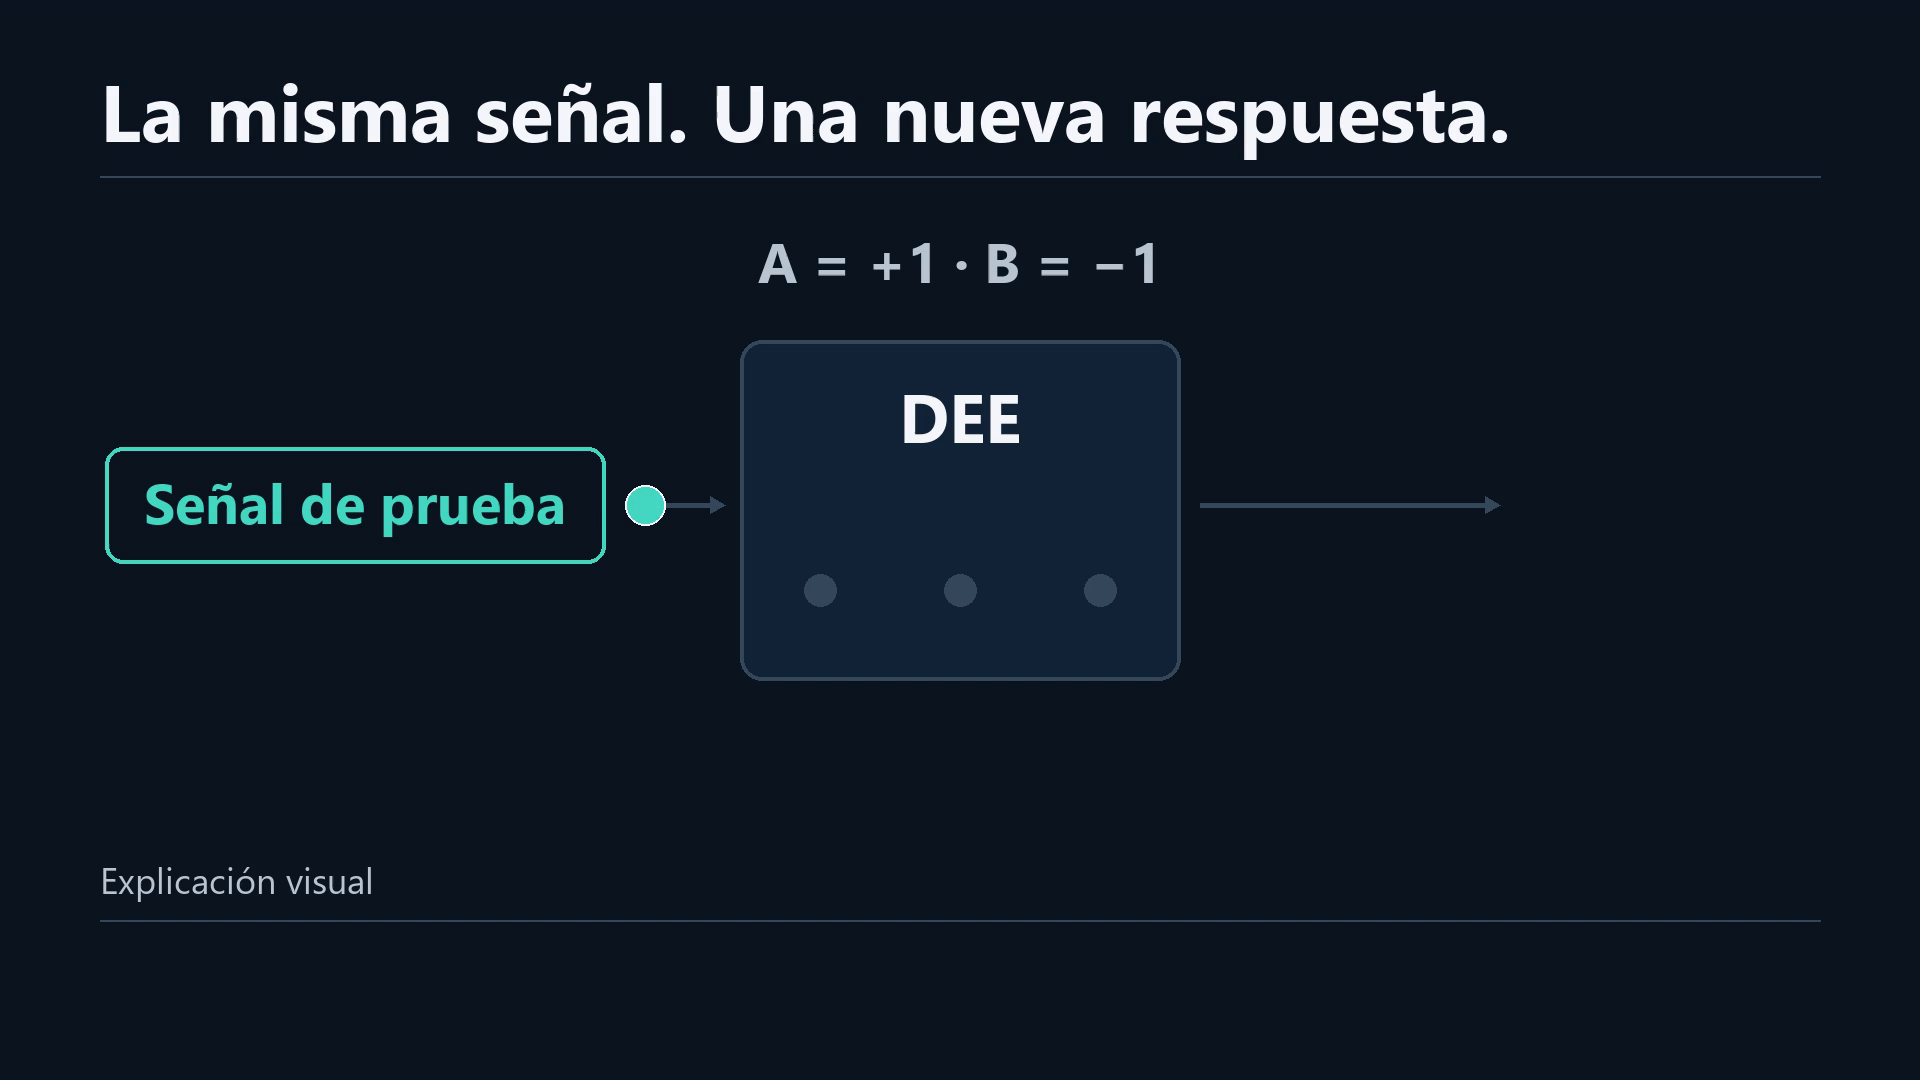 La misma señal. Una nueva respuesta.
A = +1 · B = −1
DEE
Señal de prueba
Explicación visual